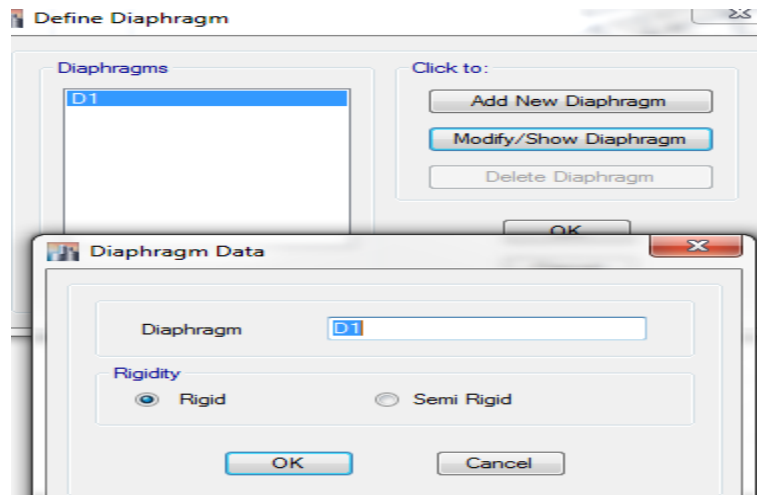 Define Diaphragm
Diaphragms
Click to:
D1
Add New Diaphragm
Modify/Show Diaphragm
Delete Diaphragm
OK
Diaphragm Data
Diaphragm
D1
Rigidity
Rigid
Semi Rigid
OK
Cancel